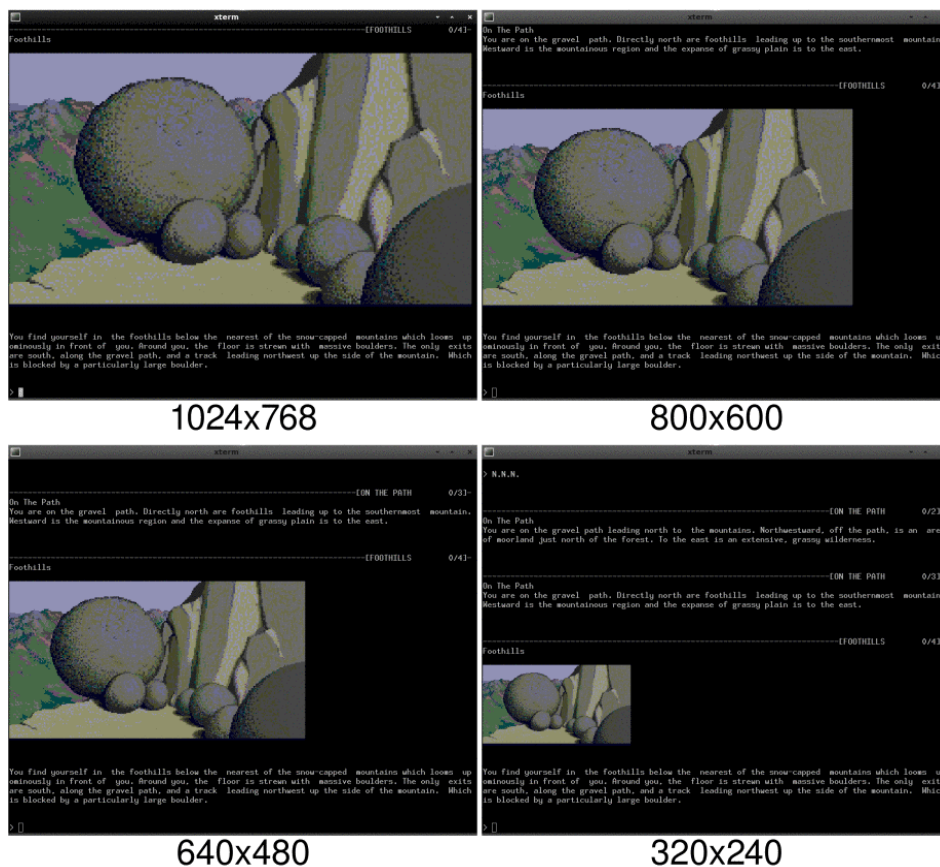 xterm
[FOOTHILLS 0/4]-
Foothills
You find yourself in the foothills below the nearest of the snow-capped mountains which looms up
ominously in front of you. Around you, the floor is strewn with massive boulders. The only exits
are south, along the gravel path, and a track leading northwest up the side of the mountain. Which
is blocked by a particularly large boulder.
>
1024x768
xterm
On The Path
You are on the gravel path. Directly north are foothills leading up to the southernmost mountain
Westward is the mountainous region and the expanse of grassy plain is to the east.
[FOOTHILLS 0/4]
Foothills
You find yourself in the foothills below the nearest of the snow-capped mountains which looms u
ominously in front of you. Around you, the floor is strewn with massive boulders. The only exit
are south, along the gravel path, and a track leading northwest up the side of the mountain. Whic
is blocked by a particularly large boulder.
>
800x600
xterm
[ON THE PATH 0/3]-
On The Path
You are on the gravel path. Directly north are foothills leading up to the southernmost mountain.
Westward is the mountainous region and the expanse of grassy plain is to the east.
[FOOTHILLS 0/4]-
Foothills
You find yourself in the foothills below the nearest of the snow-capped mountains which looms up
ominously in front of you. Around you, the floor is strewn with massive boulders. The only exits
are south, along the gravel path, and a track leading northwest up the side of the mountain. Which
is blocked by a particularly large boulder.
>
640x480
xterm
> N.N.N.
[ON THE PATH 0/2]
On The Path
You are on the gravel path leading north to the mountains. Northwestward, off the path, is an are
of moorland just north of the forest. To the east is an extensive, grassy wilderness.
[ON THE PATH 0/3]
On The Path
You are on the gravel path. Directly north are foothills leading up to the southernmost mountain
Westward is the mountainous region and the expanse of grassy plain is to the east.
[FOOTHILLS 0/4]
Foothills
You find yourself in the foothills below the nearest of the snow-capped mountains which looms u
ominously in front of you. Around you, the floor is strewn with massive boulders. The only exit
are south, along the gravel path, and a track leading northwest up the side of the mountain. Whic
is blocked by a particularly large boulder.
>
320x240